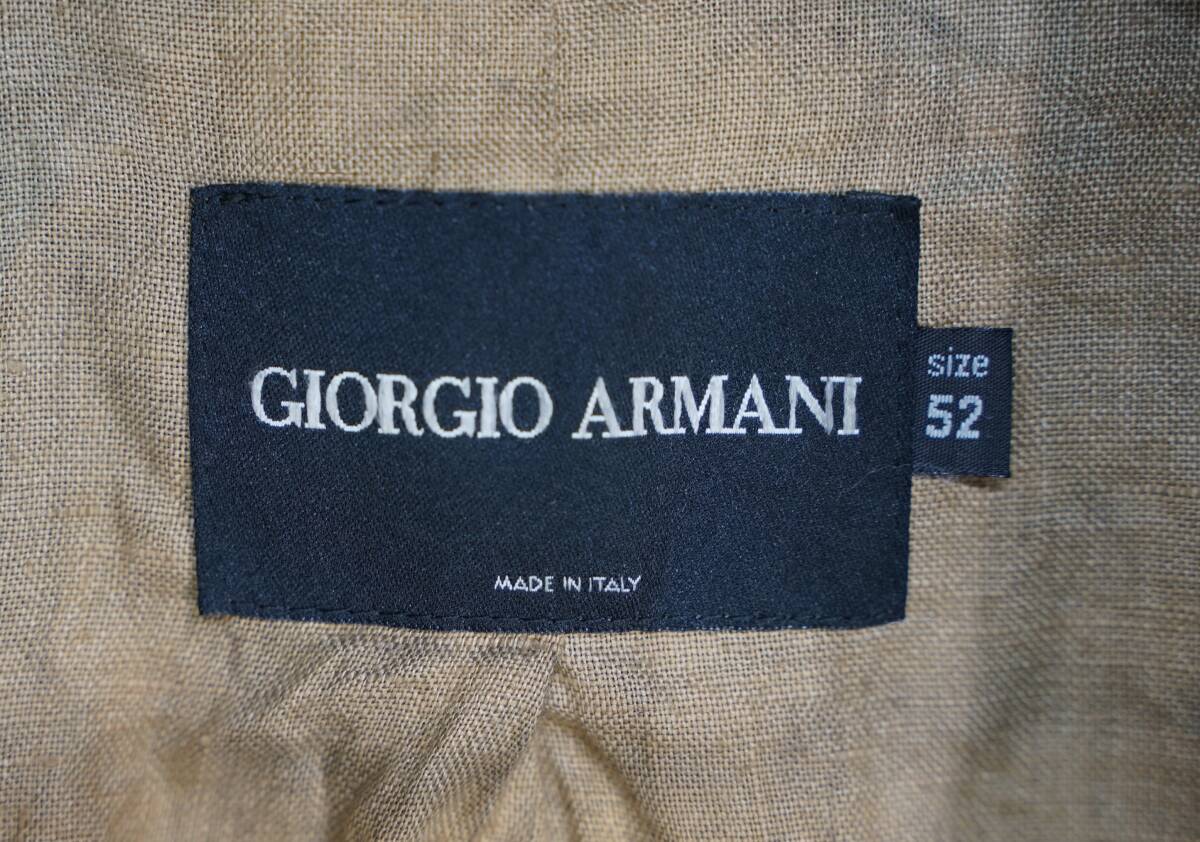 GIORGIO ARMANI
size
52
MADE IN ITALY